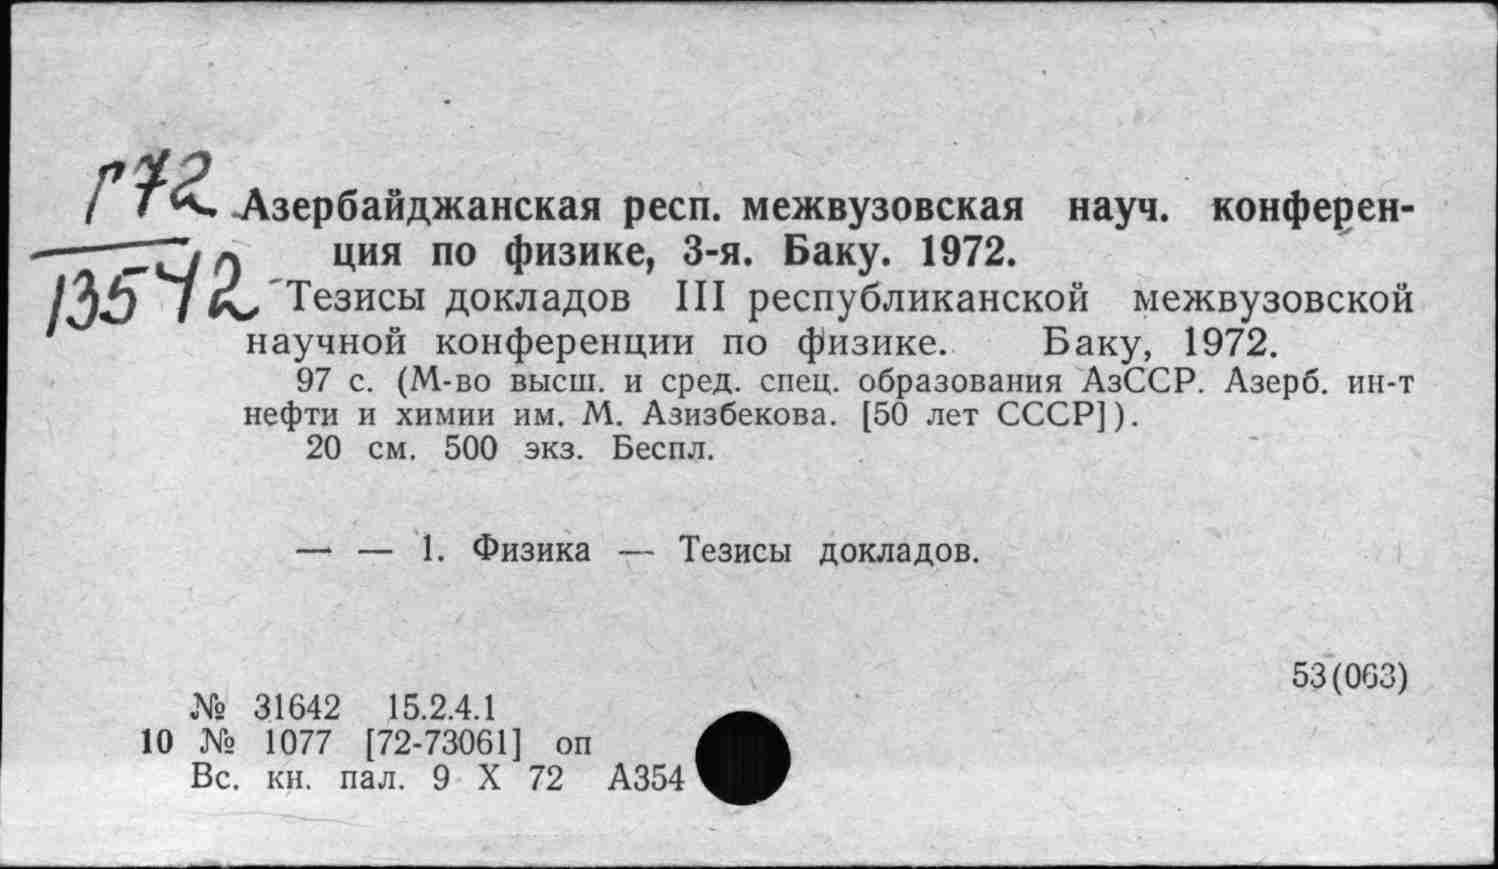 Г72
13542
Азербайджанская респ. межвузовская науч. конферен-
ция по физике, 3-я. Баку. 1972.
Тезисы докладов III республиканской межвузовской
научной конференции по физике. Баку, 1972.
97 с. (М-во высш. и сред. спец. образования АзССР. Азерб. ин-т
нефти и химии им. М. Азизбекова. [50 лет СССР]).
20 см. 500 экз. Беспл.
— — 1. Физика — Тезисы докладов.
53(063)
№ 31642 15.2.4.1
10 № 1077 [72-73061] оп
Вс. кн. пал. 9 X 72 А354